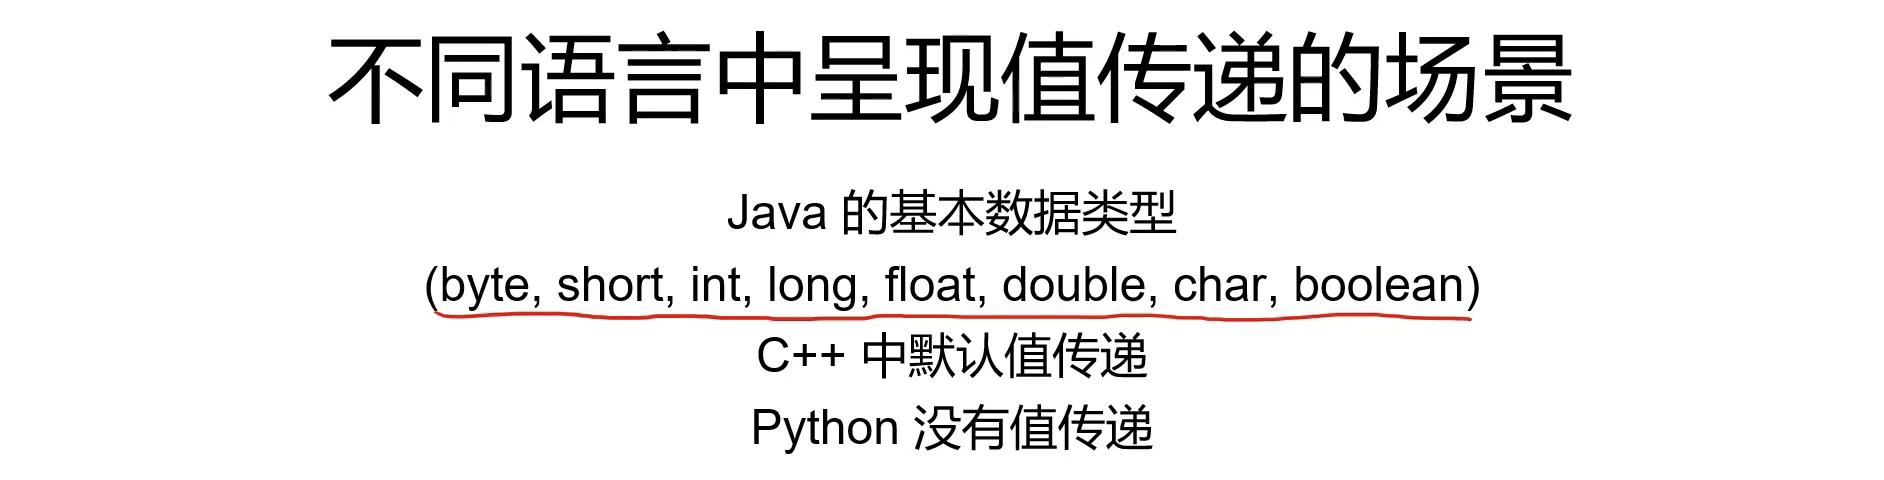 不同语言中呈现值传递的场景
Java 的基本数据类型
(byte, short, int, long, float, double, char, boolean)
C++ 中默认值传递
Python 没有值传递